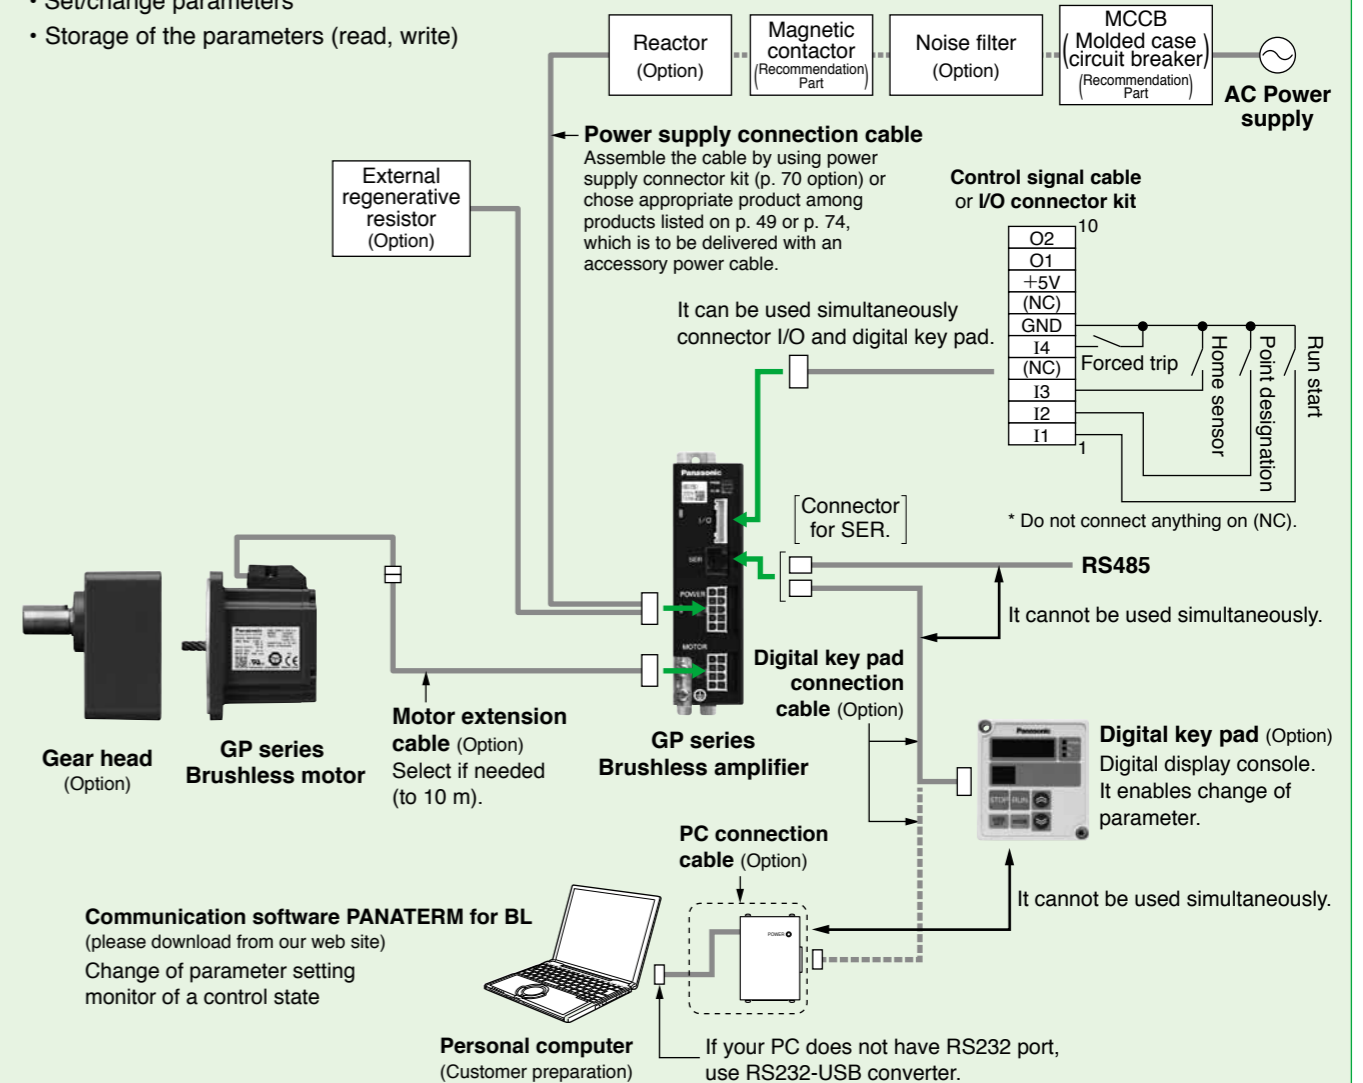 • Set/change parameters
• Storage of the parameters (read, write)
Reactor
(Option)
Magnetic
contactor
(Recommendation
Part)
Noise filter
(Option)
MCCB
(Molded case
circuit breaker)
(Recommendation
Part)
AC Power
supply
Power supply connection cable
Assemble the cable by using power
supply connector kit (p. 70 option) or
chose appropriate product among
products listed on p. 49 or p. 74,
which is to be delivered with an
accessory power cable.
External
regenerative
resistor
(Option)
Control signal cable
or I/O connector kit
10
O2
O1
+5V
(NC)
GND
I4
(NC)
I3
I2
I1
1
Forced trip
Home sensor
Point designation
Run start
* Do not connect anything on (NC).
It can be used simultaneously
connector I/O and digital key pad.
Panasonic
I/O
SER
POWER
MOTOR
[Connector
for SER.]
RS485
It cannot be used simultaneously.
Gear head
(Option)
Panasonic
GP series
Brushless motor
Motor extension
cable (Option)
Select if needed
(to 10 m).
GP series
Brushless amplifier
Digital key pad
connection
cable (Option)
Panasonic
STOP
RUN
Digital key pad (Option)
Digital display console.
It enables change of
parameter.
It cannot be used simultaneously.
PC connection
cable (Option)
POWER
Communication software PANATERM for BL
(please download from our web site)
Change of parameter setting
monitor of a control state
Personal computer
(Customer preparation)
If your PC does not have RS232 port,
use RS232-USB converter.